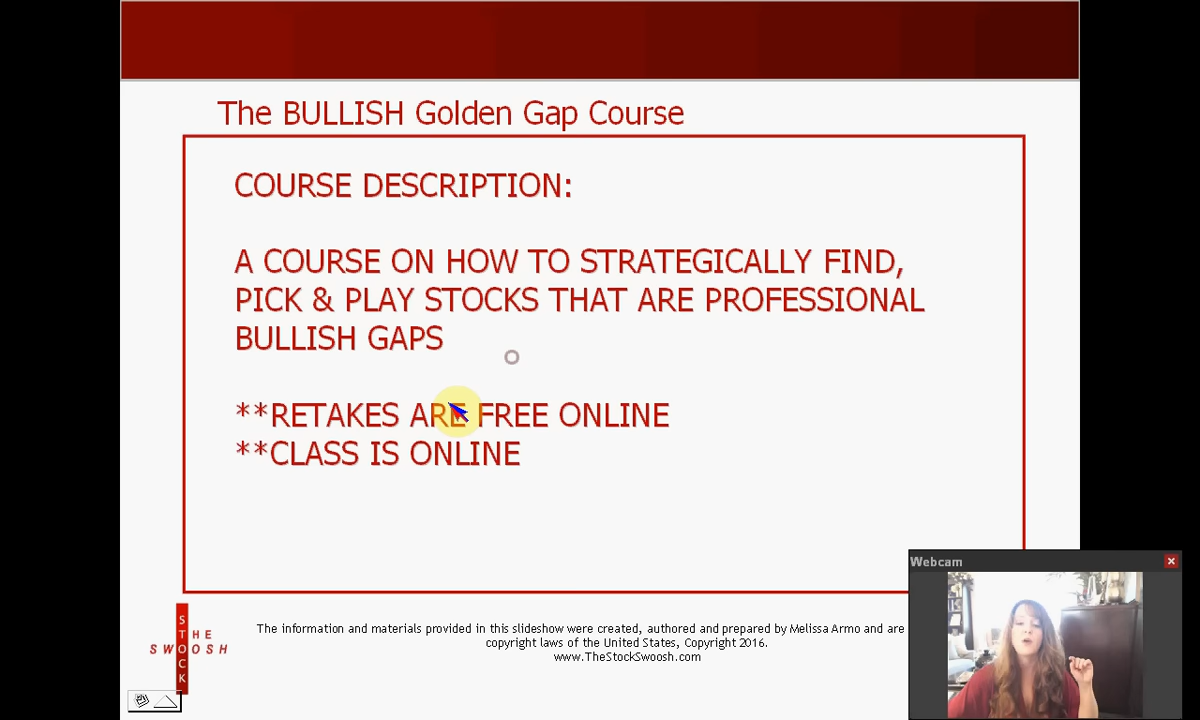 The BULLISH Golden Gap Course
COURSE DESCRIPTION:
A COURSE ON HOW TO STRATEGICALLY FIND,
PICK & PLAY STOCKS THAT ARE PROFESSIONAL
BULLISH GAPS
**RETAKES ARE FREE ONLINE
**CLASS IS ONLINE
Webcam
THE
STOCK
SWOOSH
The information and materials provided in this slideshow were created, authored and prepared by Melissa Armo and are
copyright laws of the United States, Copyright 2016.
www.TheStockSwoosh.com